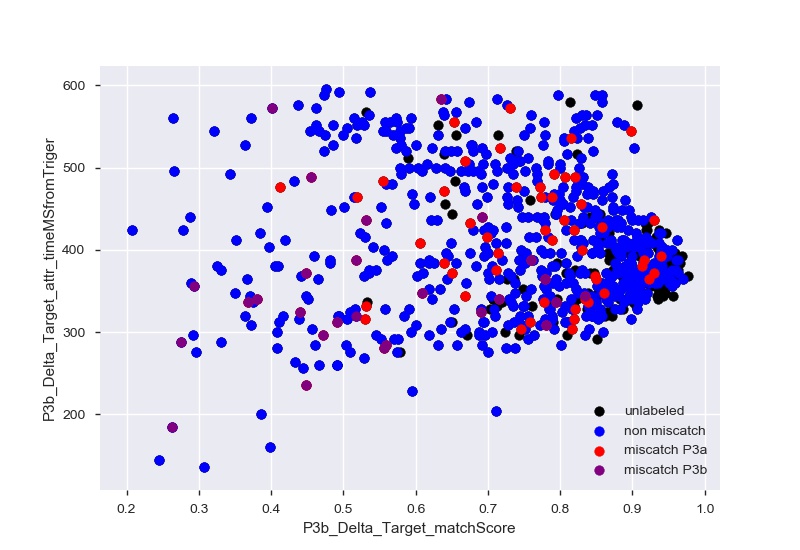 600
500
400
300
200
P3b_Delta_Target_attr_timeMSfromTriger
unlabeled
non miscatch
miscatch P3a
miscatch P3b
0.2 0.3 0.4 0.5 0.6 0.7 0.8 0.9 1.0
P3b_Delta_Target_matchScore